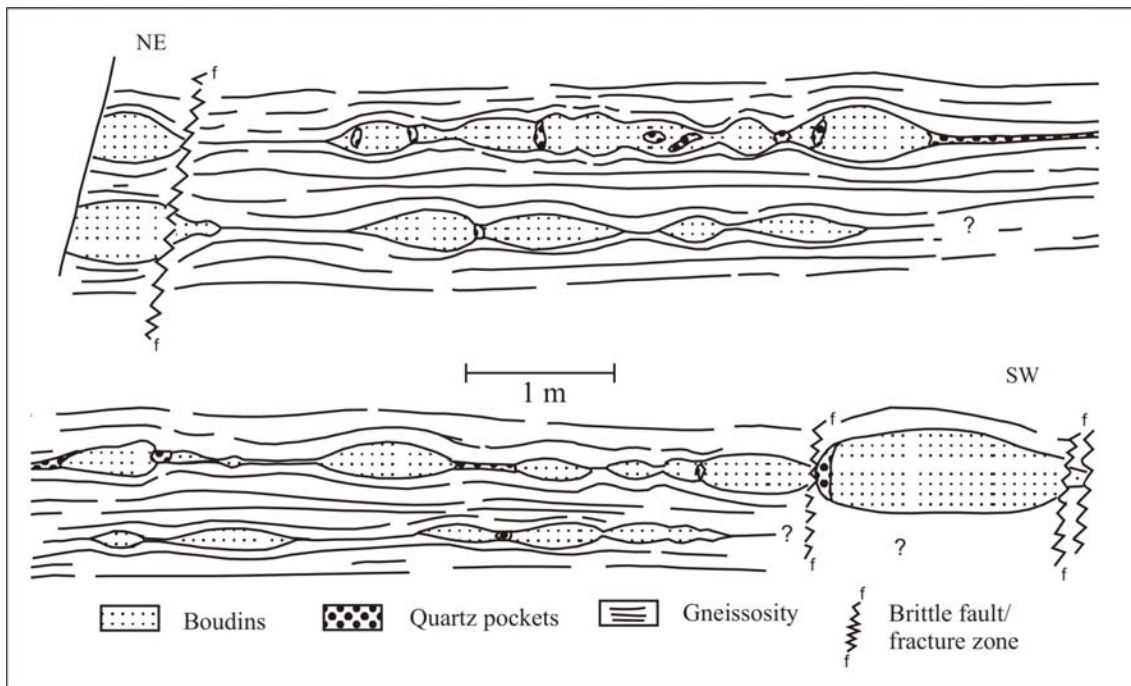 NE
f
?
f
1 m
SW
f
f f
?
?
f
f
Boudins
Quartz pockets
Gneissosity
f
Brittle fault/
fracture zone
f